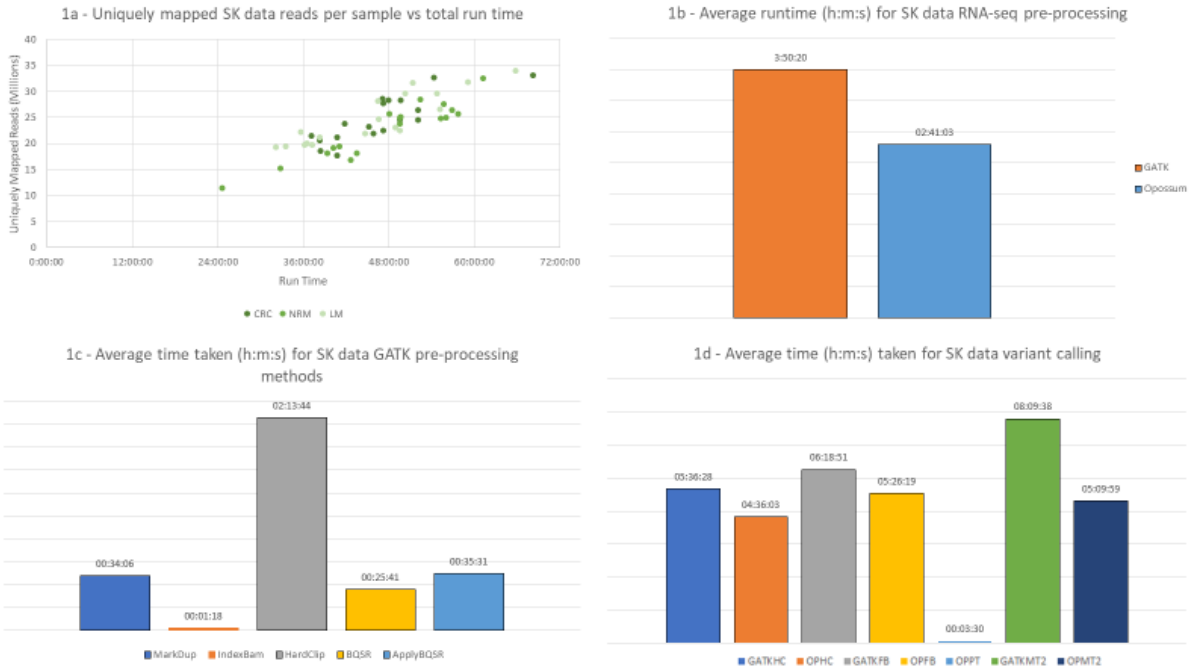 1a - Uniquely mapped SK data reads per sample vs total run time
Uniquely Mapped Reads (Millions)
40
35
30
25
20
15
10
5
0
0:00:00 12:00:00 24:00:00 36:00:00 48:00:00 60:00:00 72:00:00
Run Time
CRC NRM LM
1b - Average runtime (h:m:s) for SK data RNA-seq pre-processing
3:50:20
02:41:03
GATK
Opossum
1c - Average time taken (h:m:s) for SK data GATK pre-processing
methods
02:13:44
00:34:06
00:01:18
00:25:41
00:35:31
MarkDup IndexBam HardClip BQSR ApplyBQSR
1d - Average time (h:m:s) taken for SK data variant calling
05:36:28
04:36:03
06:18:51
05:26:19
00:03:30
08:09:38
05:09:59
GATKHC OPHC GATKFB OPFB OPPT GATKMT2 OPMT2